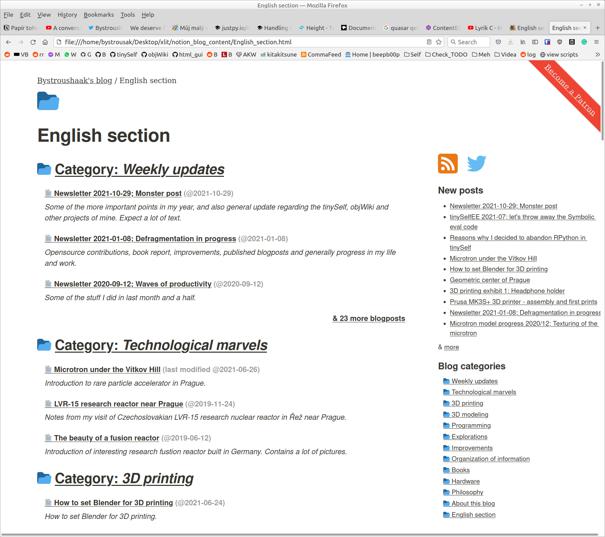 English section — Mozilla Firefox
File Edit View History Bookmarks Tools Help
Papir toh
A conver
Bystroush
We desen
Můj malý
justpy.io
Handling
Height - T
Documen
quasar q
ContentE
Lyrik C - H
English se
English se
file:///home/bystrousak/Desktop/xlit/notion_blog_content/English_section.html
Search
VB rr M W G B tinySelf objWiki html_gui B L AKW kitakitsune CommaFeed Home | beepb00p Self Check_TODO Meh Videa log view scripts
Become a Patron
Bystroushaak's blog / English section
English section
Category: Weekly updates
Newsletter 2021-10-29; Monster post (@2021-10-29)
Some of the more important points in my year, and also general update regarding the tinySelf, objWiki and
other projects of mine. Expect a lot of text.
Newsletter 2021-01-08; Defragmentation in progress (@2021-01-08)
Opensource contributions, book report, improvements, published blogposts and generally progress in my life
and work.
Newsletter 2020-09-12; Waves of productivity (@2020-09-12)
Some of the stuff I did in last month and a half.
& 23 more blogposts
Category: Technological marvels
Microtron under the Vítkov Hill (last modified @2021-06-26)
Introduction to rare particle accelerator in Prague.
LVR-15 research reactor near Prague (@2019-11-24)
Notes from my visit of Czechoslovakian LVR-15 research nuclear reactor in Řež near Prague.
The beauty of a fusion reactor (@2019-06-12)
Introduction of interesting research fustion reactor built in Germany. Contains a lot of pictures.
Category: 3D printing
How to set Blender for 3D printing (@2021-06-24)
How to set Blender for 3D printing.
New posts
Newsletter 2021-10-29; Monster post
tinySelfEE 2021-07; let's throw away the Symbolic
eval code
Reasons why I decided to abandon RPython in
tinySelf
Microtron under the Vítkov Hill
How to set Blender for 3D printing
Geometric center of Prague
3D printing exhibit 1: Headphone holder
Prusa MK3S+ 3D printer - assembly and first prints
Newsletter 2021-01-08; Defragmentation in progress
Microtron model progress 2020/12; Texturing of the
microtron
& more
Blog categories
Weekly updates
Technological marvels
3D printing
3D modeling
Programming
Explorations
Improvements
Organization of information
Books
Hardware
Philosophy
About this blog
English section